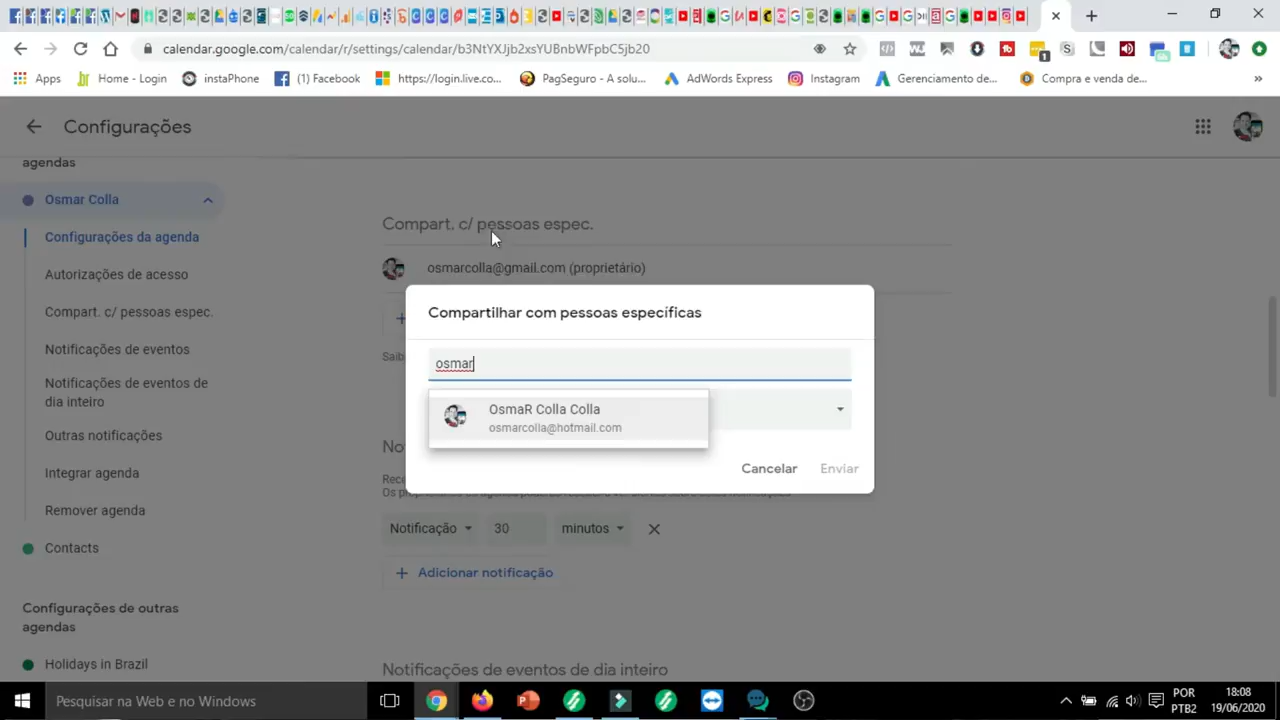 calendar.google.com/calendar/r/settings/calendar/b3NtYXJjb2xsYUBnbWFpbC5jb20
Apps
Home - Login
instaPhone
(1) Facebook
https://login.live.co...
PagSeguro - A solu...
AdWords Express
Instagram
Gerenciamento de...
Compra e venda de...
»
Configurações
agendas
Osmar Colla
Configurações da agenda
Autorizações de acesso
Compart. c/ pessoas espec.
Notificações de eventos
Notificações de eventos de
dia inteiro
Outras notificações
Integrar agenda
Remover agenda
Contacts
Configurações de outras
agendas
Holidays in Brazil
Compart. c/ pessoas espec.
osmarcolla@gmail.com (proprietário)
Compartilhar com pessoas específicas
osmar
OsmaR Colla Colla
osmarcolla@hotmail.com
Cancelar
Enviar
Notificação
30
minutos
Adicionar notificação
Notificações de eventos de dia inteiro
Pesquisar na Web e no Windows
POR
PTB2
18:08
19/06/2020